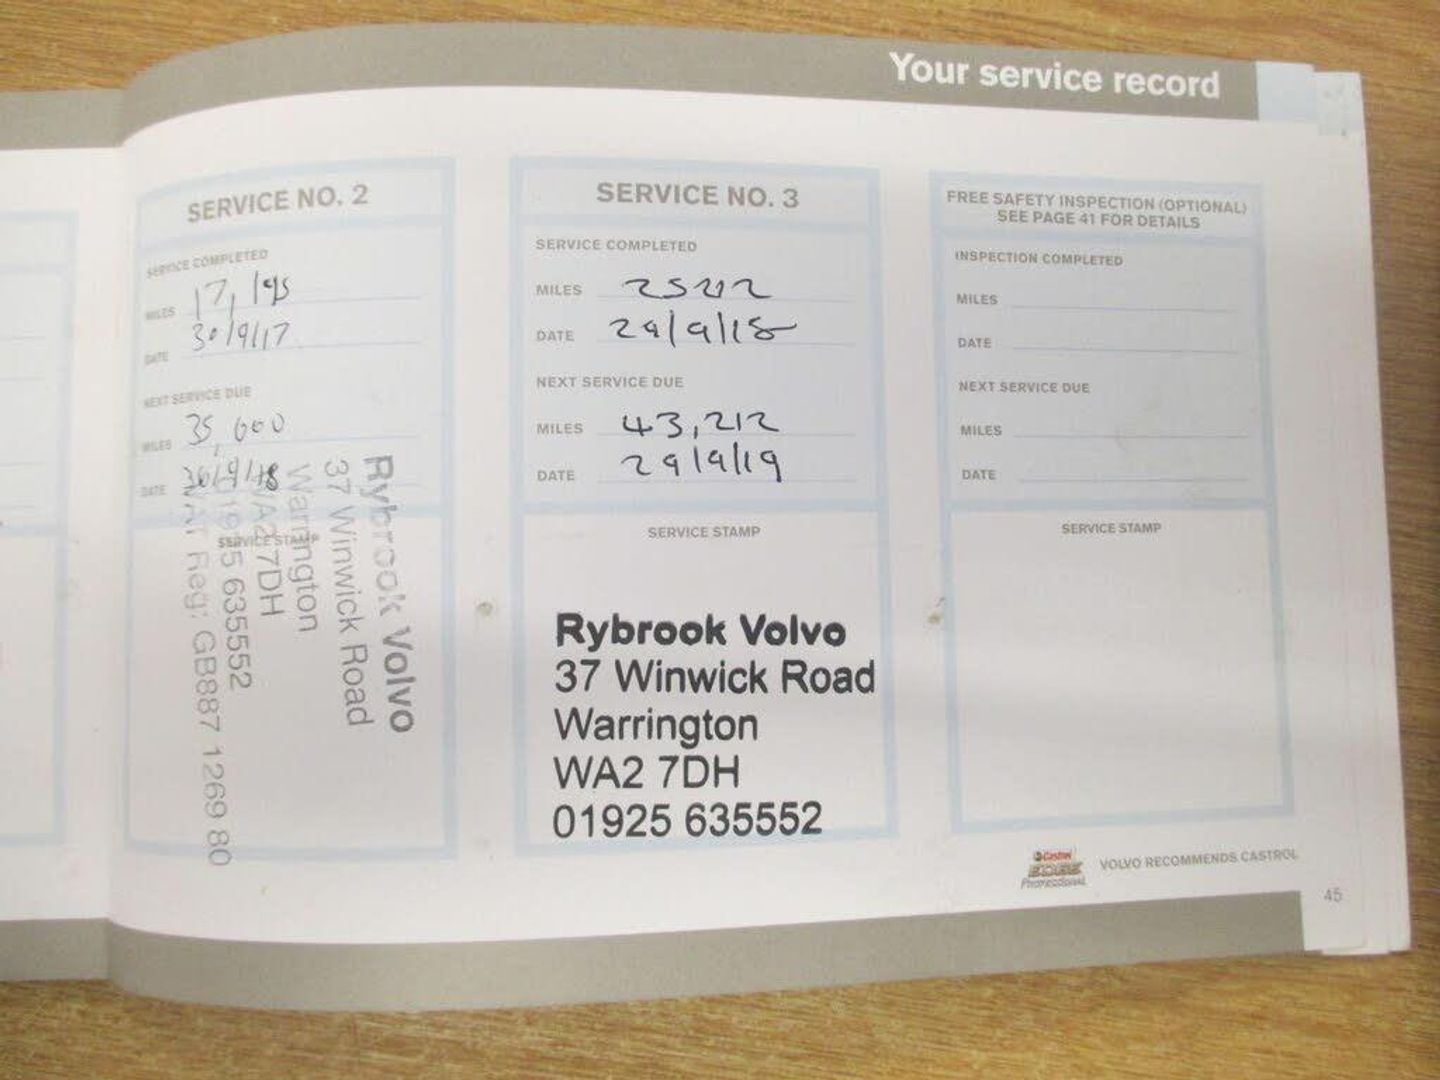 Your service record
SERVICE NO. 2
SERVICE COMPLETED
MILES 17,195
30/9/17
DATE
NEXT SERVICE DUE
MILES 35,000
DATE 30/9/18
SERVICE STAMP
Rybrook Volvo
37 Winwick Road
Warrington
WA2 7DH
01925 635552
VAT Reg: GB887 1269 80
SERVICE NO. 3
SERVICE COMPLETED
MILES 25212
DATE 29/9/18
NEXT SERVICE DUE
MILES 43,212
DATE 29/9/19
SERVICE STAMP
Rybrook Volvo
37 Winwick Road
Warrington
WA2 7DH
01925 635552
FREE SAFETY INSPECTION (OPTIONAL)
SEE PAGE 41 FOR DETAILS
INSPECTION COMPLETED
MILES
DATE
NEXT SERVICE DUE
MILES
DATE
SERVICE STAMP
Castrol
EDGE
Professional
VOLVO RECOMMENDS CASTROL
45